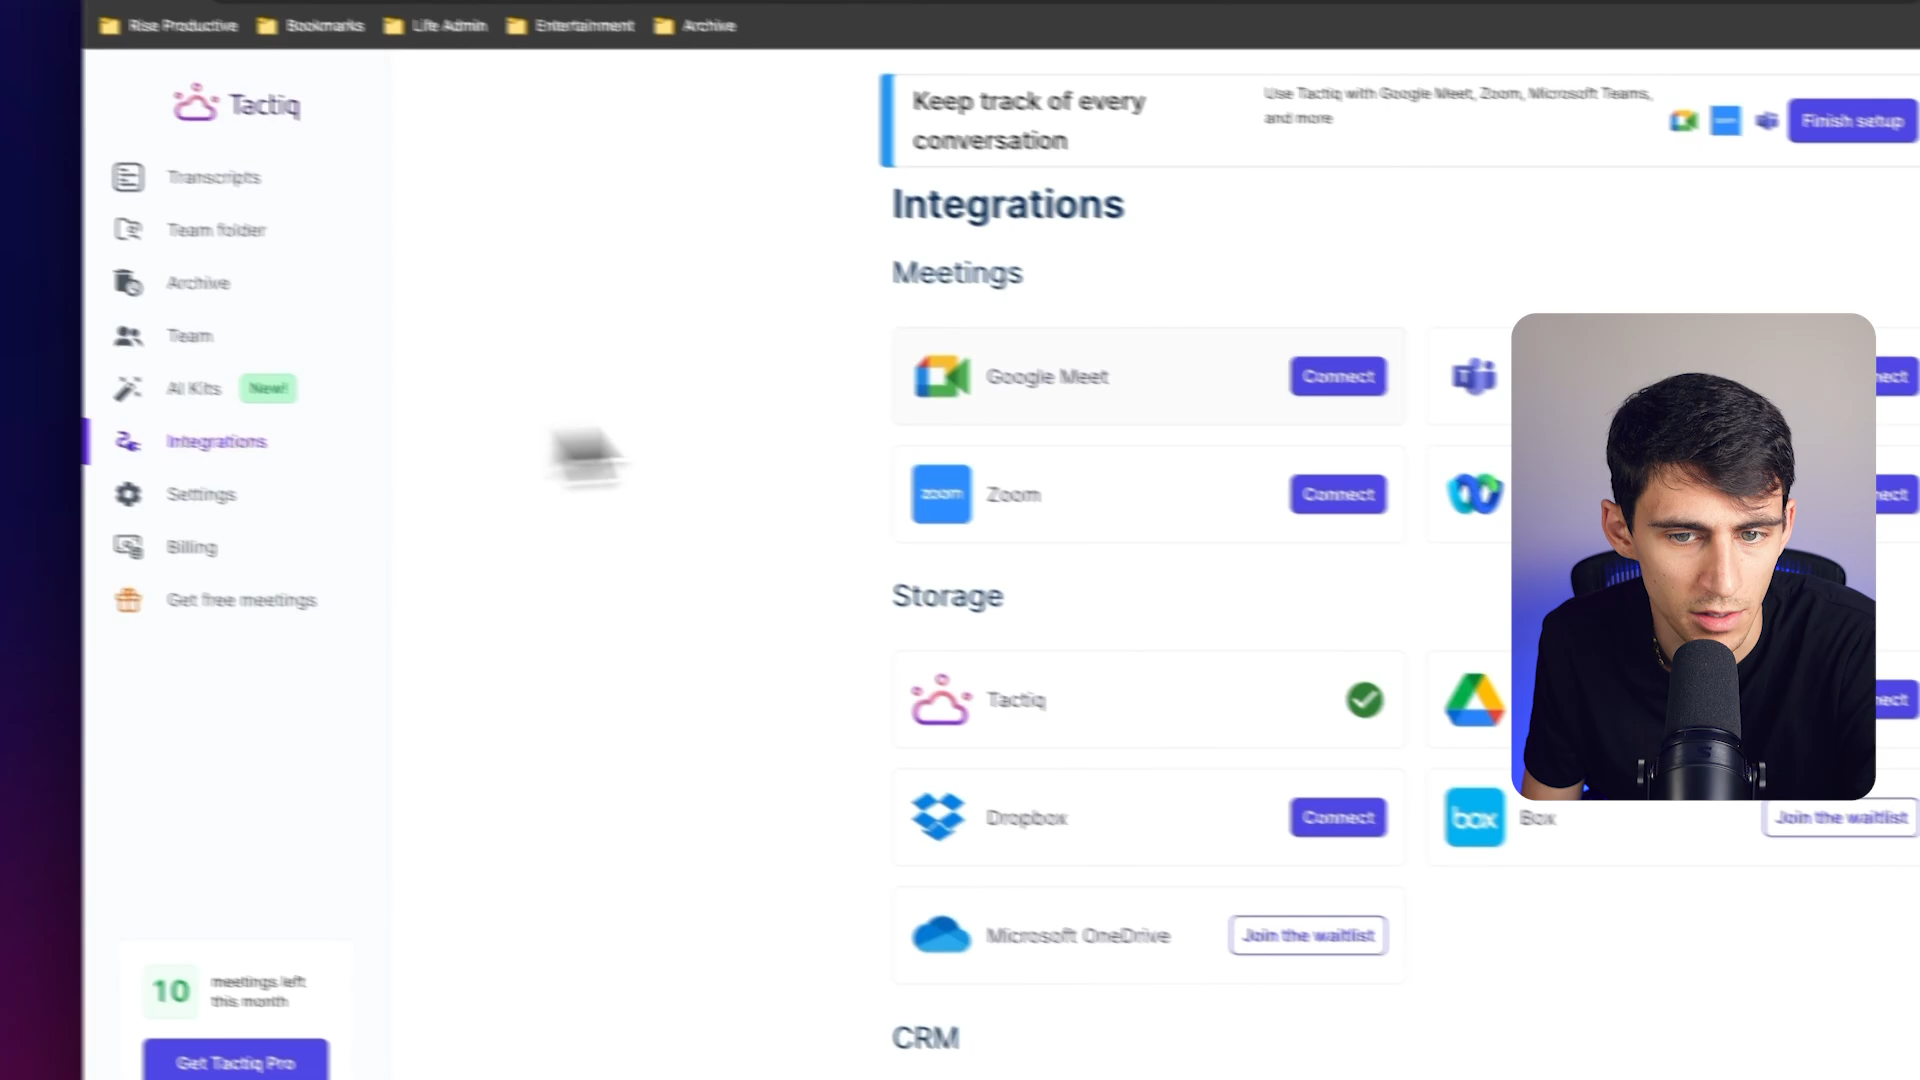 Rise Productive Bookmarks Life Admin Entertainment Archive
Tactiq
Transcripts
Team folder
Archive
Team
AI Kits New!
Integrations
Settings
Billing
Get free meetings
10 meetings left
this month
Get Tactiq Pro
Keep track of every
conversation
Use Tactiq with Google Meet, Zoom, Microsoft Teams,
and more
Finish setup
Integrations
Meetings
Google Meet Connect
zoom Zoom Connect
Storage
Tactiq
Dropbox Connect
box Box Join the waitlist
Microsoft OneDrive Join the waitlist
CRM